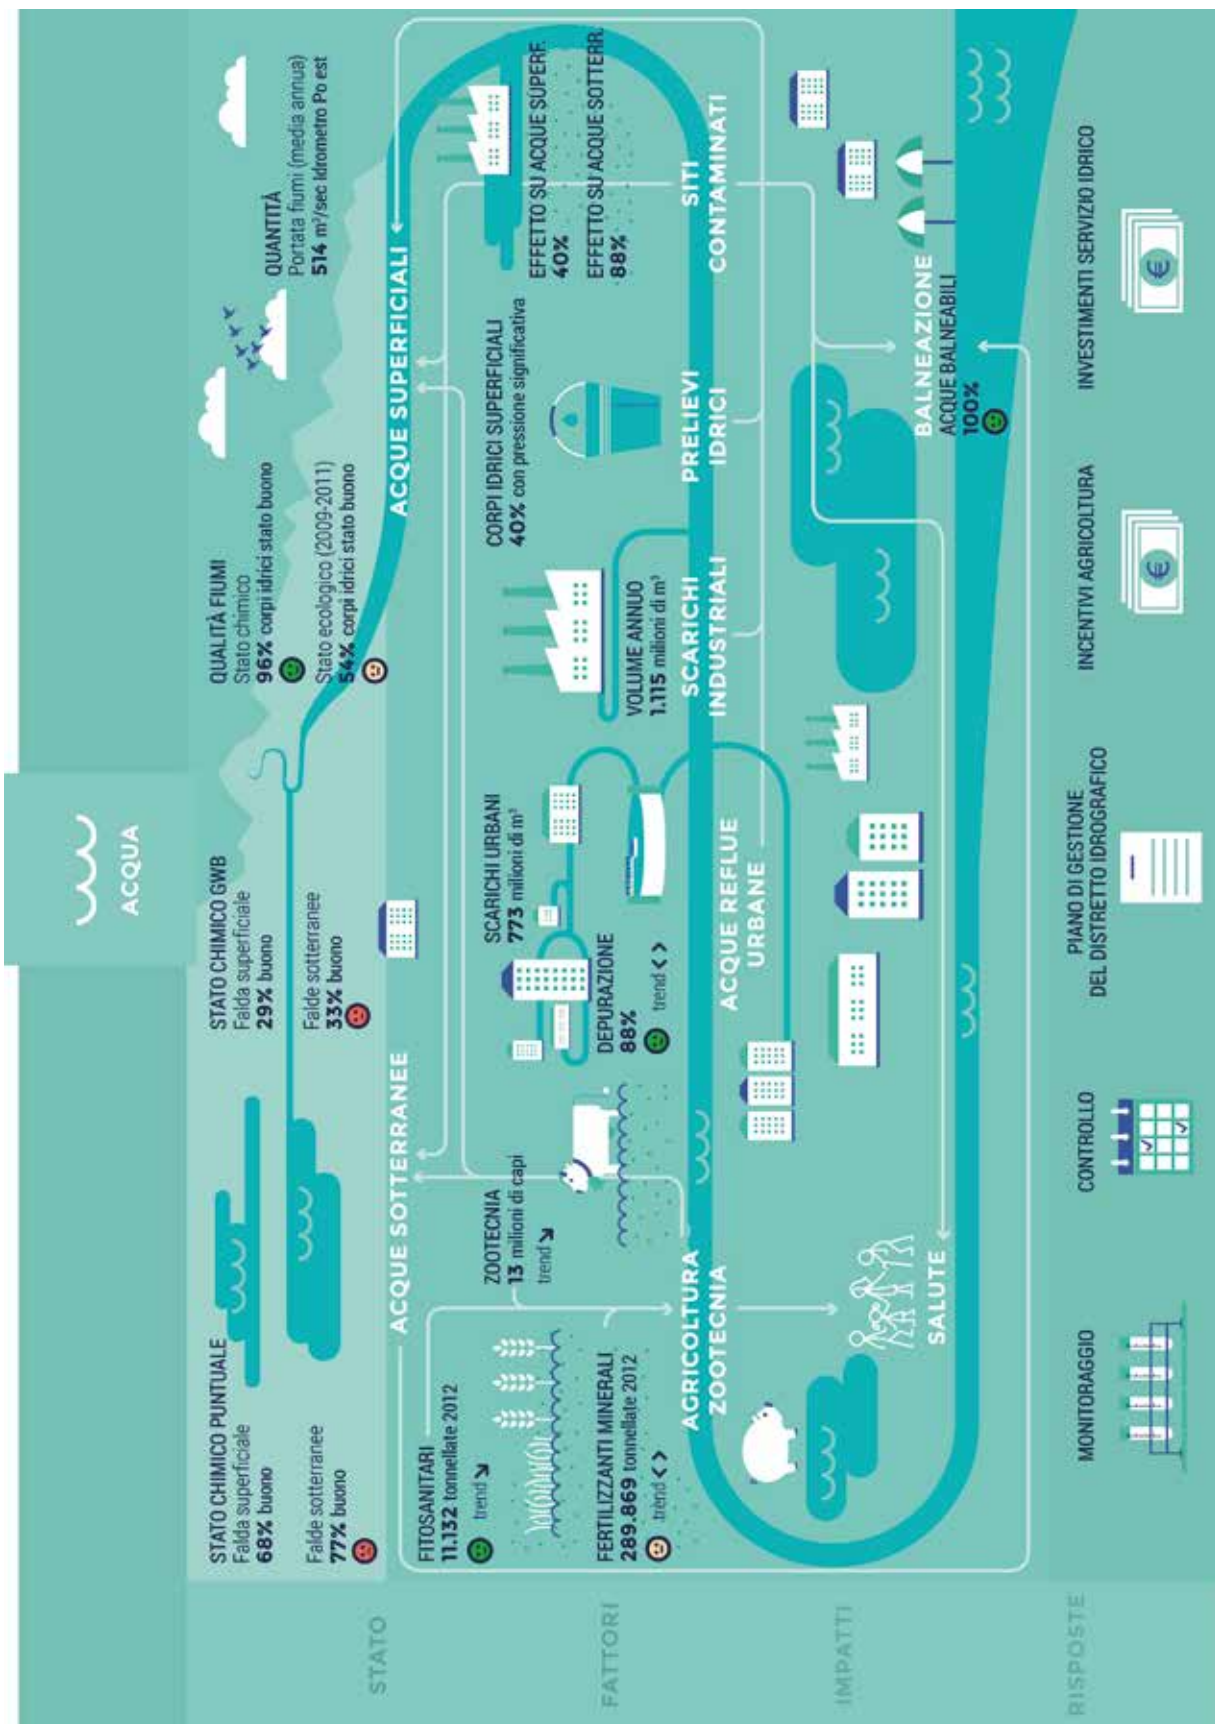 ACQUA
STATO
STATO CHIMICO PUNTUALE
Falda superficiale
68% buono
Falde sotterranee
77% buono
STATO CHIMICO GWB
Falda superficiale
29% buono
Falde sotterranee
33% buono
QUALITÀ FIUMI
Stato chimico
96% corpi idrici stato buono
Stato ecologico (2009-2011)
54% corpi idrici stato buono
QUANTITÀ
Portata fiumi (media annua)
514 m³/sec Idrometro Po est
ACQUE SOTTERRANEE
ACQUE SUPERFICIALI
FATTORI
FITOSANITARI
11.132 tonnellate 2012
trend ↘
ZOOTECNIA
13 milioni di capi
trend ↘
FERTILIZZANTI MINERALI
289.869 tonnellate 2012
trend < >
SCARICHI URBANI
773 milioni di m³
DEPURAZIONE
88%
trend < >
VOLUME ANNUO
1.115 milioni di m³
CORPI IDRICI SUPERFICIALI
40% con pressione significativa
EFFETTO SU ACQUE SUPERF.
40%
EFFETTO SU ACQUE SOTTERR.
88%
AGRICOLTURA
ZOOTECNIA
ACQUE REFLUE
URBANE
SCARICHI
INDUSTRIALI
PRELIEVI
IDRICI
SITI
CONTAMINATI
IMPATTI
SALUTE
BALNEAZIONE
ACQUE BALNEABILI
100%
RISPOSTE
MONITORAGGIO
CONTROLLO
PIANO DI GESTIONE
DEL DISTRETTO IDROGRAFICO
INCENTIVI AGRICOLTURA
€
INVESTIMENTI SERVIZIO IDRICO
€